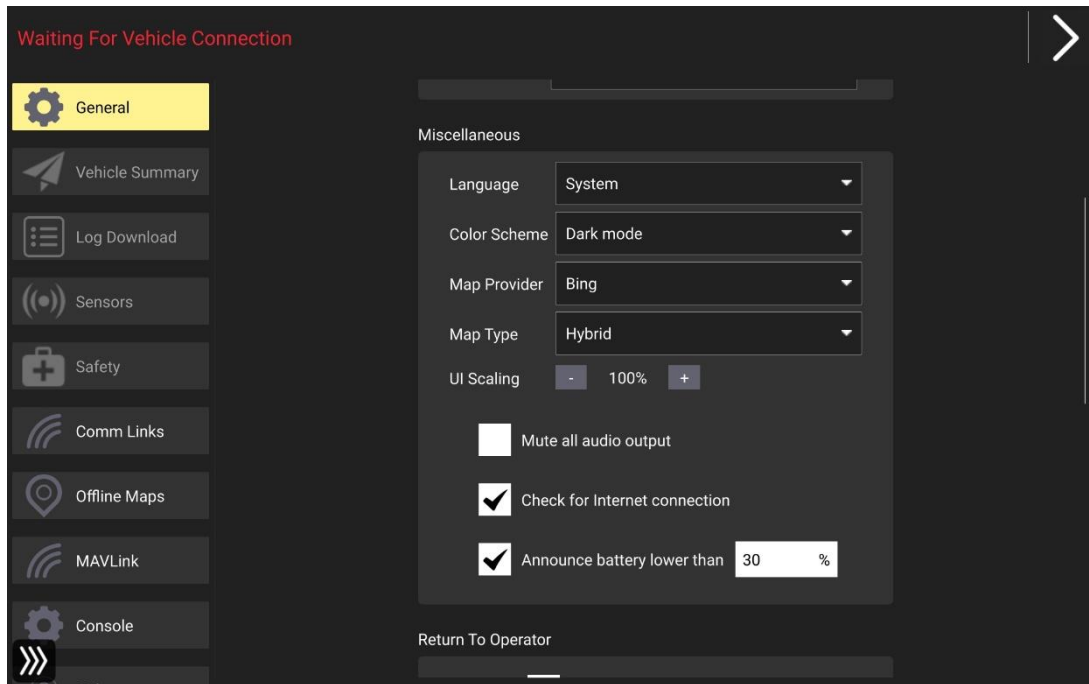 Waiting For Vehicle Connection
General
Vehicle Summary
Log Download
Sensors
Safety
Comm Links
Offline Maps
MAVLink
Console
Miscellaneous
Language System
Color Scheme Dark mode
Map Provider Bing
Map Type Hybrid
UI Scaling - 100% +
Mute all audio output
Check for Internet connection
Announce battery lower than 30 %
Return To Operator